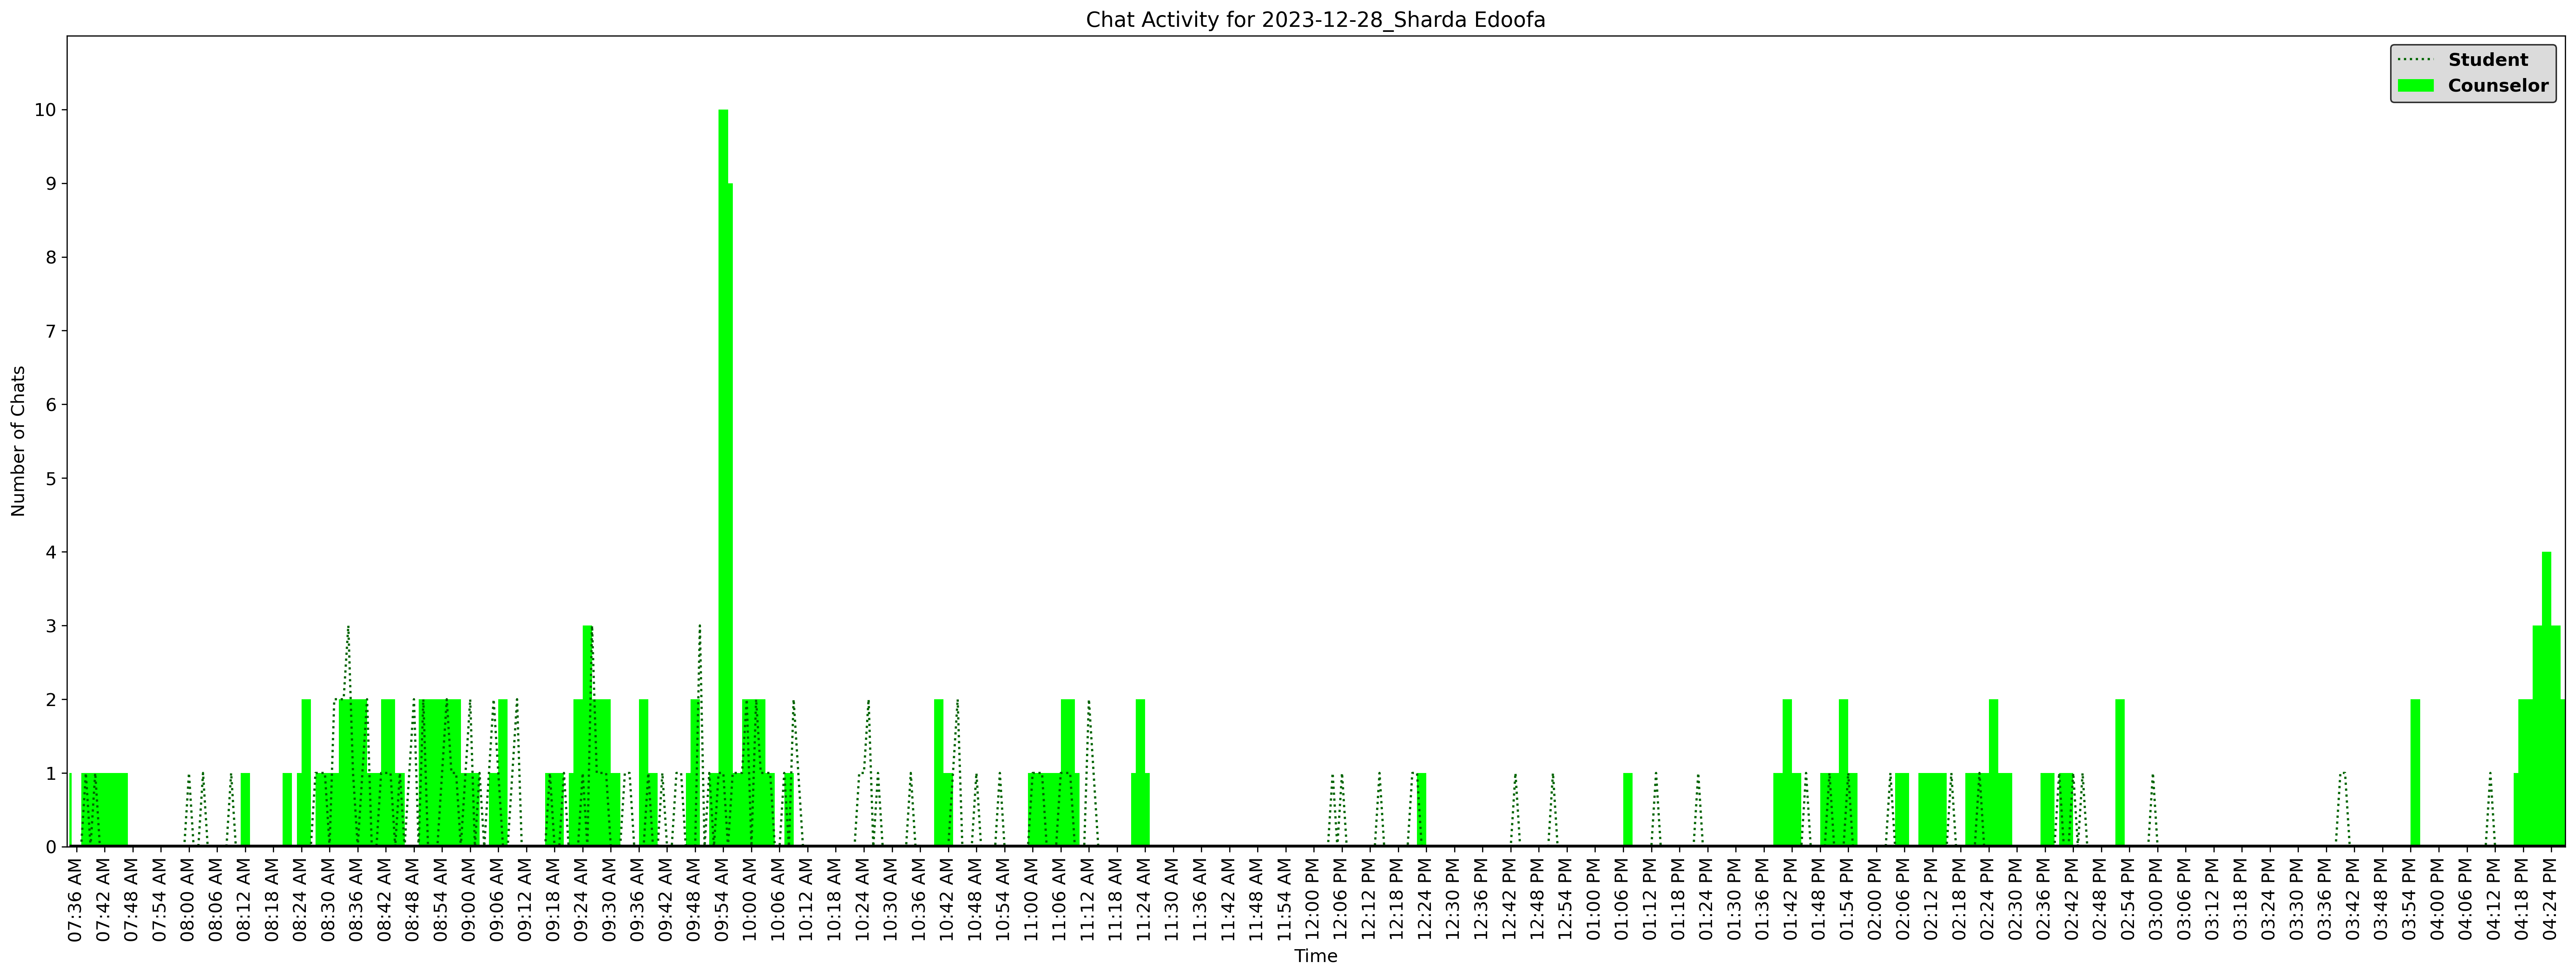 Chat Activity for 2023-12-28_Sharda Edoofa
Student
Counselor
Number of Chats
10
9
8
7
6
5
4
3
2
1
0
07:36 AM
07:42 AM
07:48 AM
07:54 AM
08:00 AM
08:06 AM
08:12 AM
08:18 AM
08:24 AM
08:30 AM
08:36 AM
08:42 AM
08:48 AM
08:54 AM
09:00 AM
09:06 AM
09:12 AM
09:18 AM
09:24 AM
09:30 AM
09:36 AM
09:42 AM
09:48 AM
09:54 AM
10:00 AM
10:06 AM
10:12 AM
10:18 AM
10:24 AM
10:30 AM
10:36 AM
10:42 AM
10:48 AM
10:54 AM
11:00 AM
11:06 AM
11:12 AM
11:18 AM
11:24 AM
11:30 AM
11:36 AM
11:42 AM
11:48 AM
11:54 AM
12:00 PM
12:06 PM
12:12 PM
12:18 PM
12:24 PM
12:30 PM
12:36 PM
12:42 PM
12:48 PM
12:54 PM
01:00 PM
01:06 PM
01:12 PM
01:18 PM
01:24 PM
01:30 PM
01:36 PM
01:42 PM
01:48 PM
01:54 PM
02:00 PM
02:06 PM
02:12 PM
02:18 PM
02:24 PM
02:30 PM
02:36 PM
02:42 PM
02:48 PM
02:54 PM
03:00 PM
03:06 PM
03:12 PM
03:18 PM
03:24 PM
03:30 PM
03:36 PM
03:42 PM
03:48 PM
03:54 PM
04:00 PM
04:06 PM
04:12 PM
04:18 PM
04:24 PM
Time